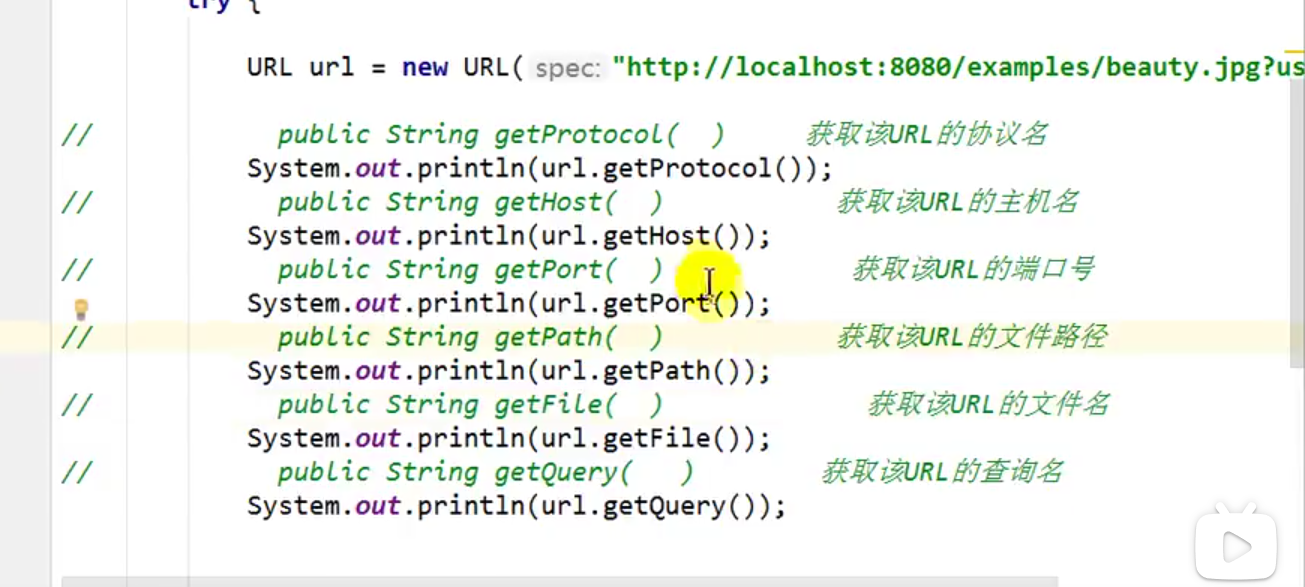 try {
URL url = new URL( spec: "http://localhost:8080/examples/beauty.jpg?us
// public String getProtocol( ) 获取该URL的协议名
System.out.println(url.getProtocol());
// public String getHost( ) 获取该URL的主机名
System.out.println(url.getHost());
// public String getPort( ) 获取该URL的端口号
System.out.println(url.getPort());
// public String getPath( ) 获取该URL的文件路径
System.out.println(url.getPath());
// public String getFile( ) 获取该URL的文件名
System.out.println(url.getFile());
// public String getQuery( ) 获取该URL的查询名
System.out.println(url.getQuery());